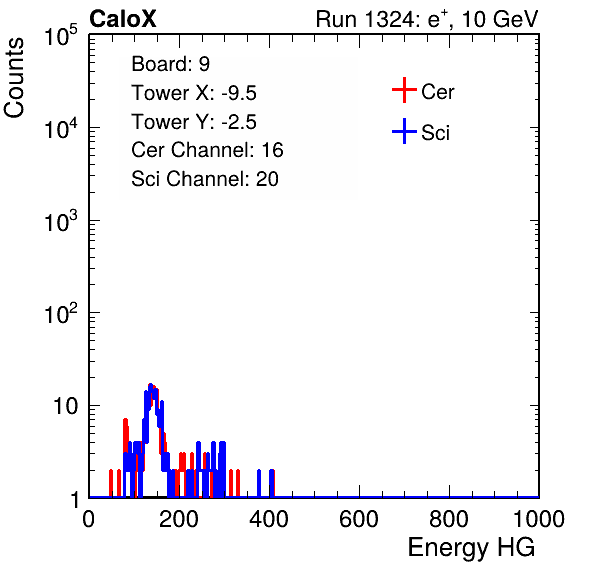 CaloX Run 1324: e⁺, 10 GeV
Counts
Board: 9
Tower X: -9.5
Tower Y: -2.5
Cer Channel: 16
Sci Channel: 20
Cer
Sci
10⁵
10⁴
10³
10²
10
1
0 200 400 600 800 1000
Energy HG